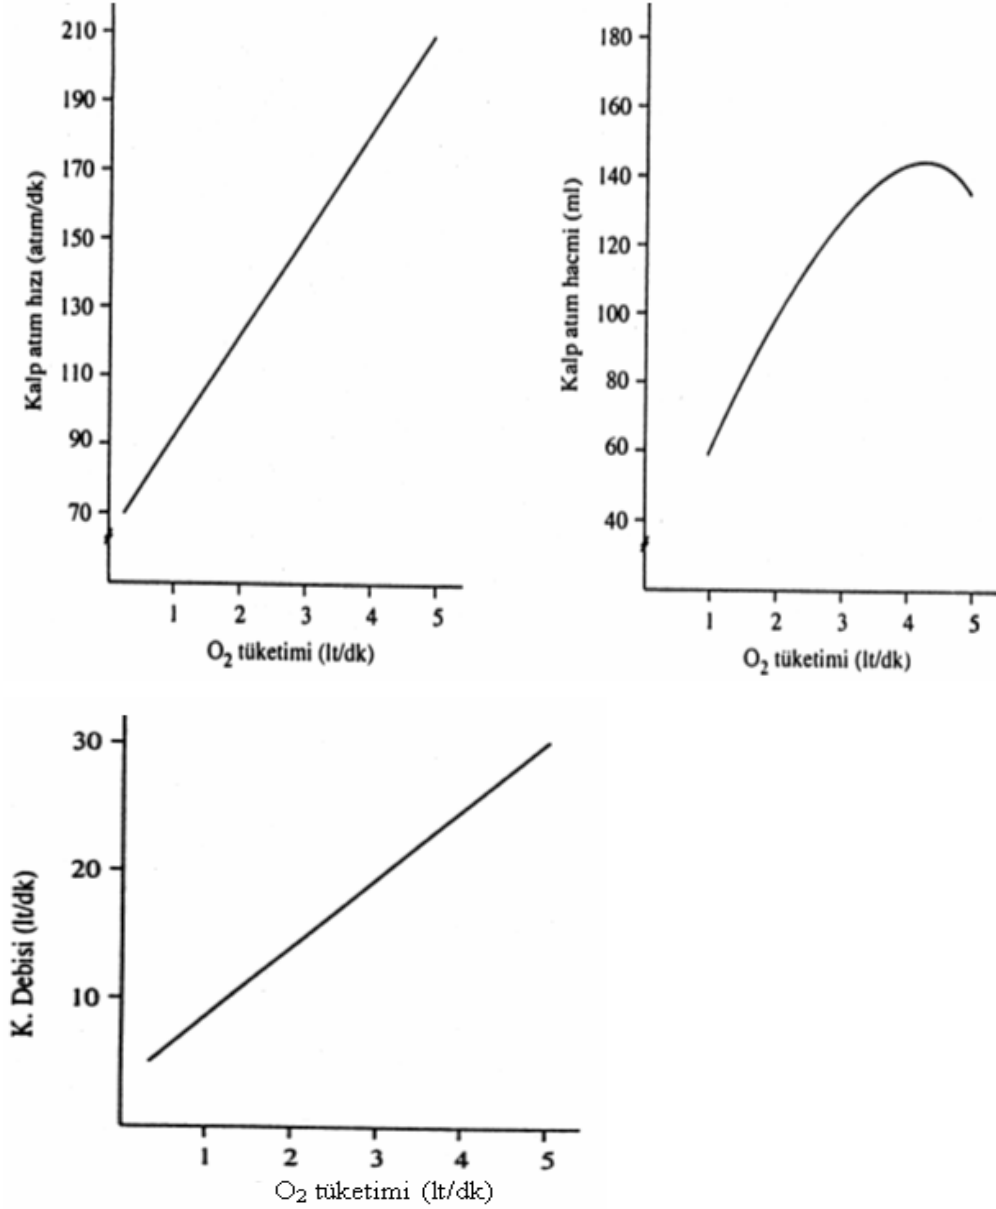 210
190
170
150
130
110
90
70
Kalp atım hızı (atım/dk)
1 2 3 4 5
O₂ tüketimi (lt/dk)
180
160
140
120
100
80
60
40
Kalp atım hacmi (ml)
1 2 3 4 5
O₂ tüketimi (lt/dk)
30
20
10
K. Debisi (lt/dk)
1 2 3 4 5
O₂ tüketimi (lt/dk)